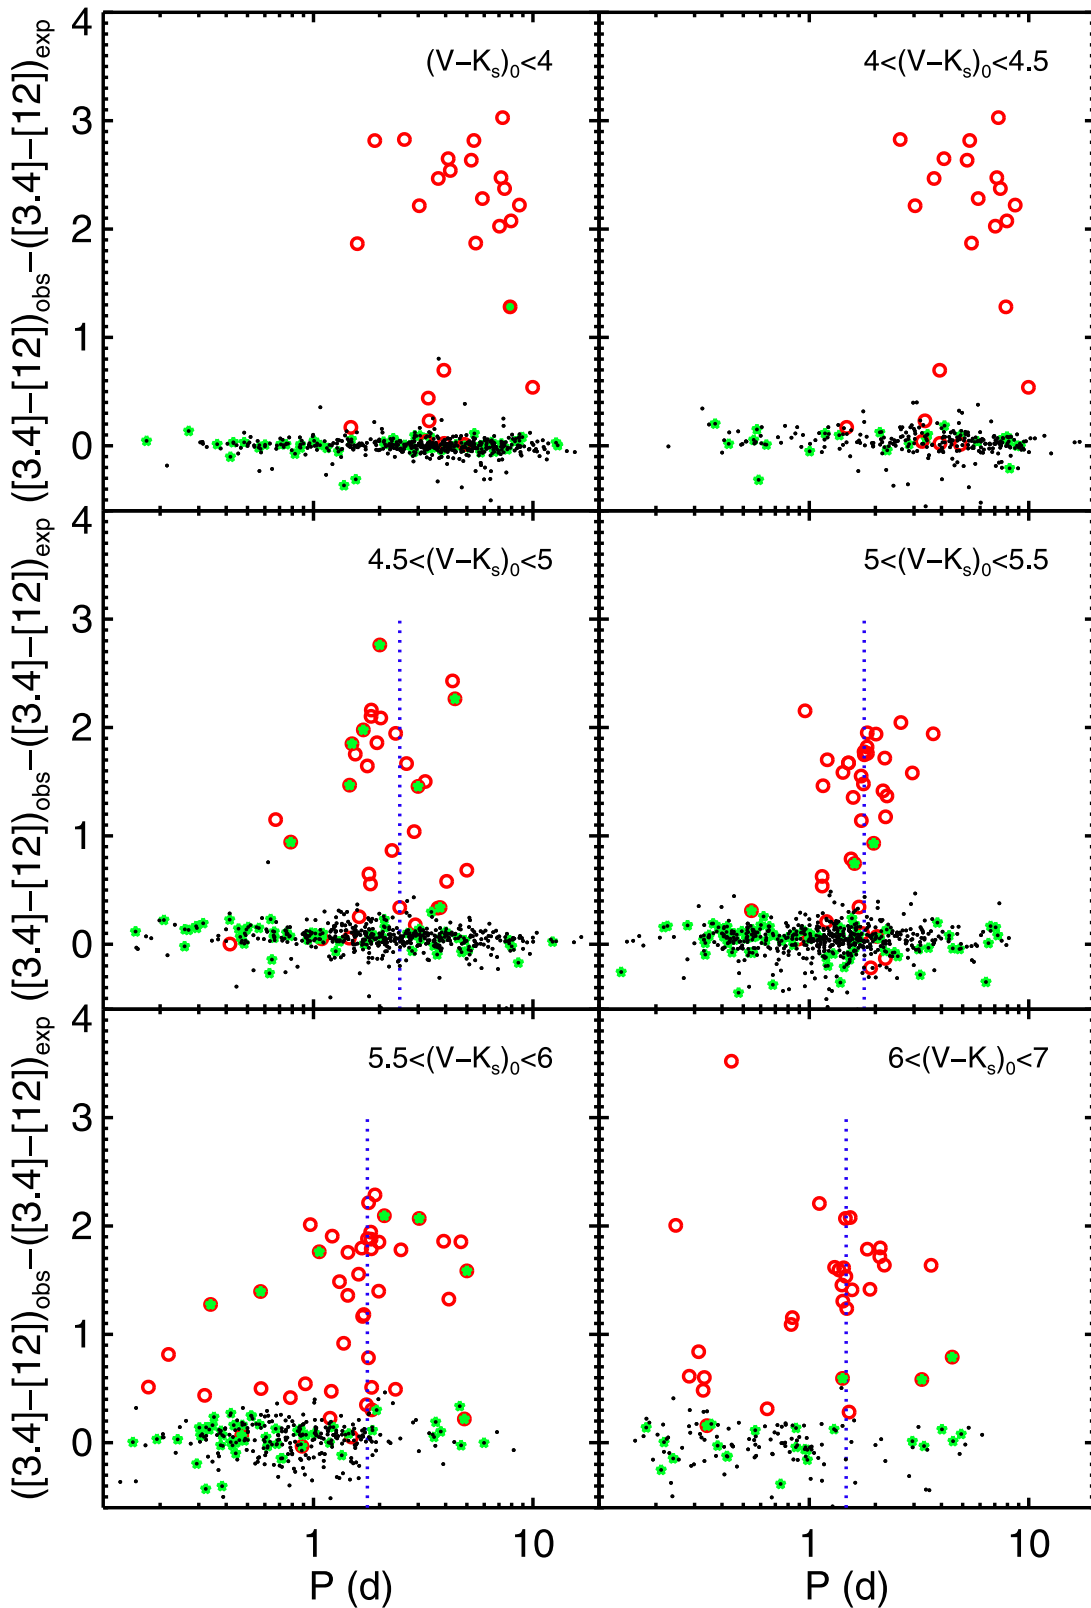 4
3
2
1
0
([3.4]−[12])obs−([3.4]−[12])exp
(V−Ks)0<4
4<(V−Ks)0<4.5
4
3
2
1
0
([3.4]−[12])obs−([3.4]−[12])exp
4.5<(V−Ks)0<5
5<(V−Ks)0<5.5
4
3
2
1
0
([3.4]−[12])obs−([3.4]−[12])exp
5.5<(V−Ks)0<6
6<(V−Ks)0<7
1 10
1 10
P (d)
P (d)